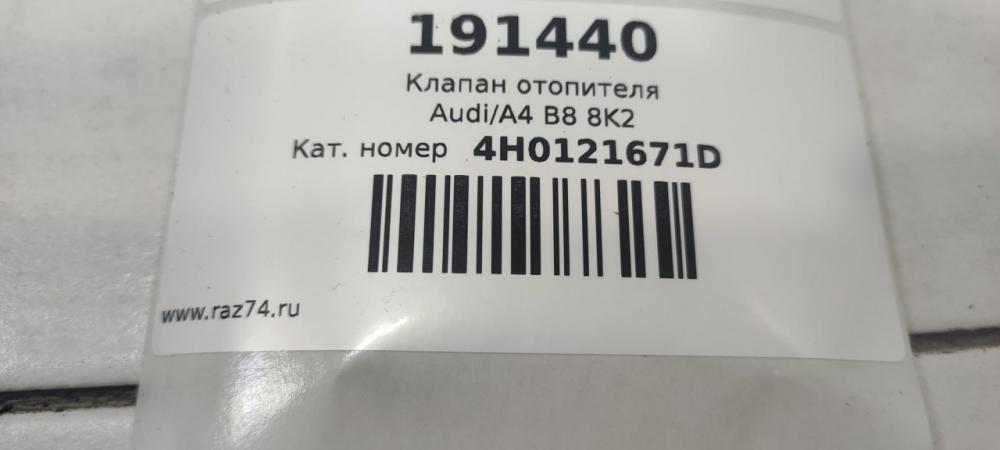 191440
Клапан отопителя
Audi/A4 B8 8K2
Кат. номер 4H0121671D
www.raz74.ru